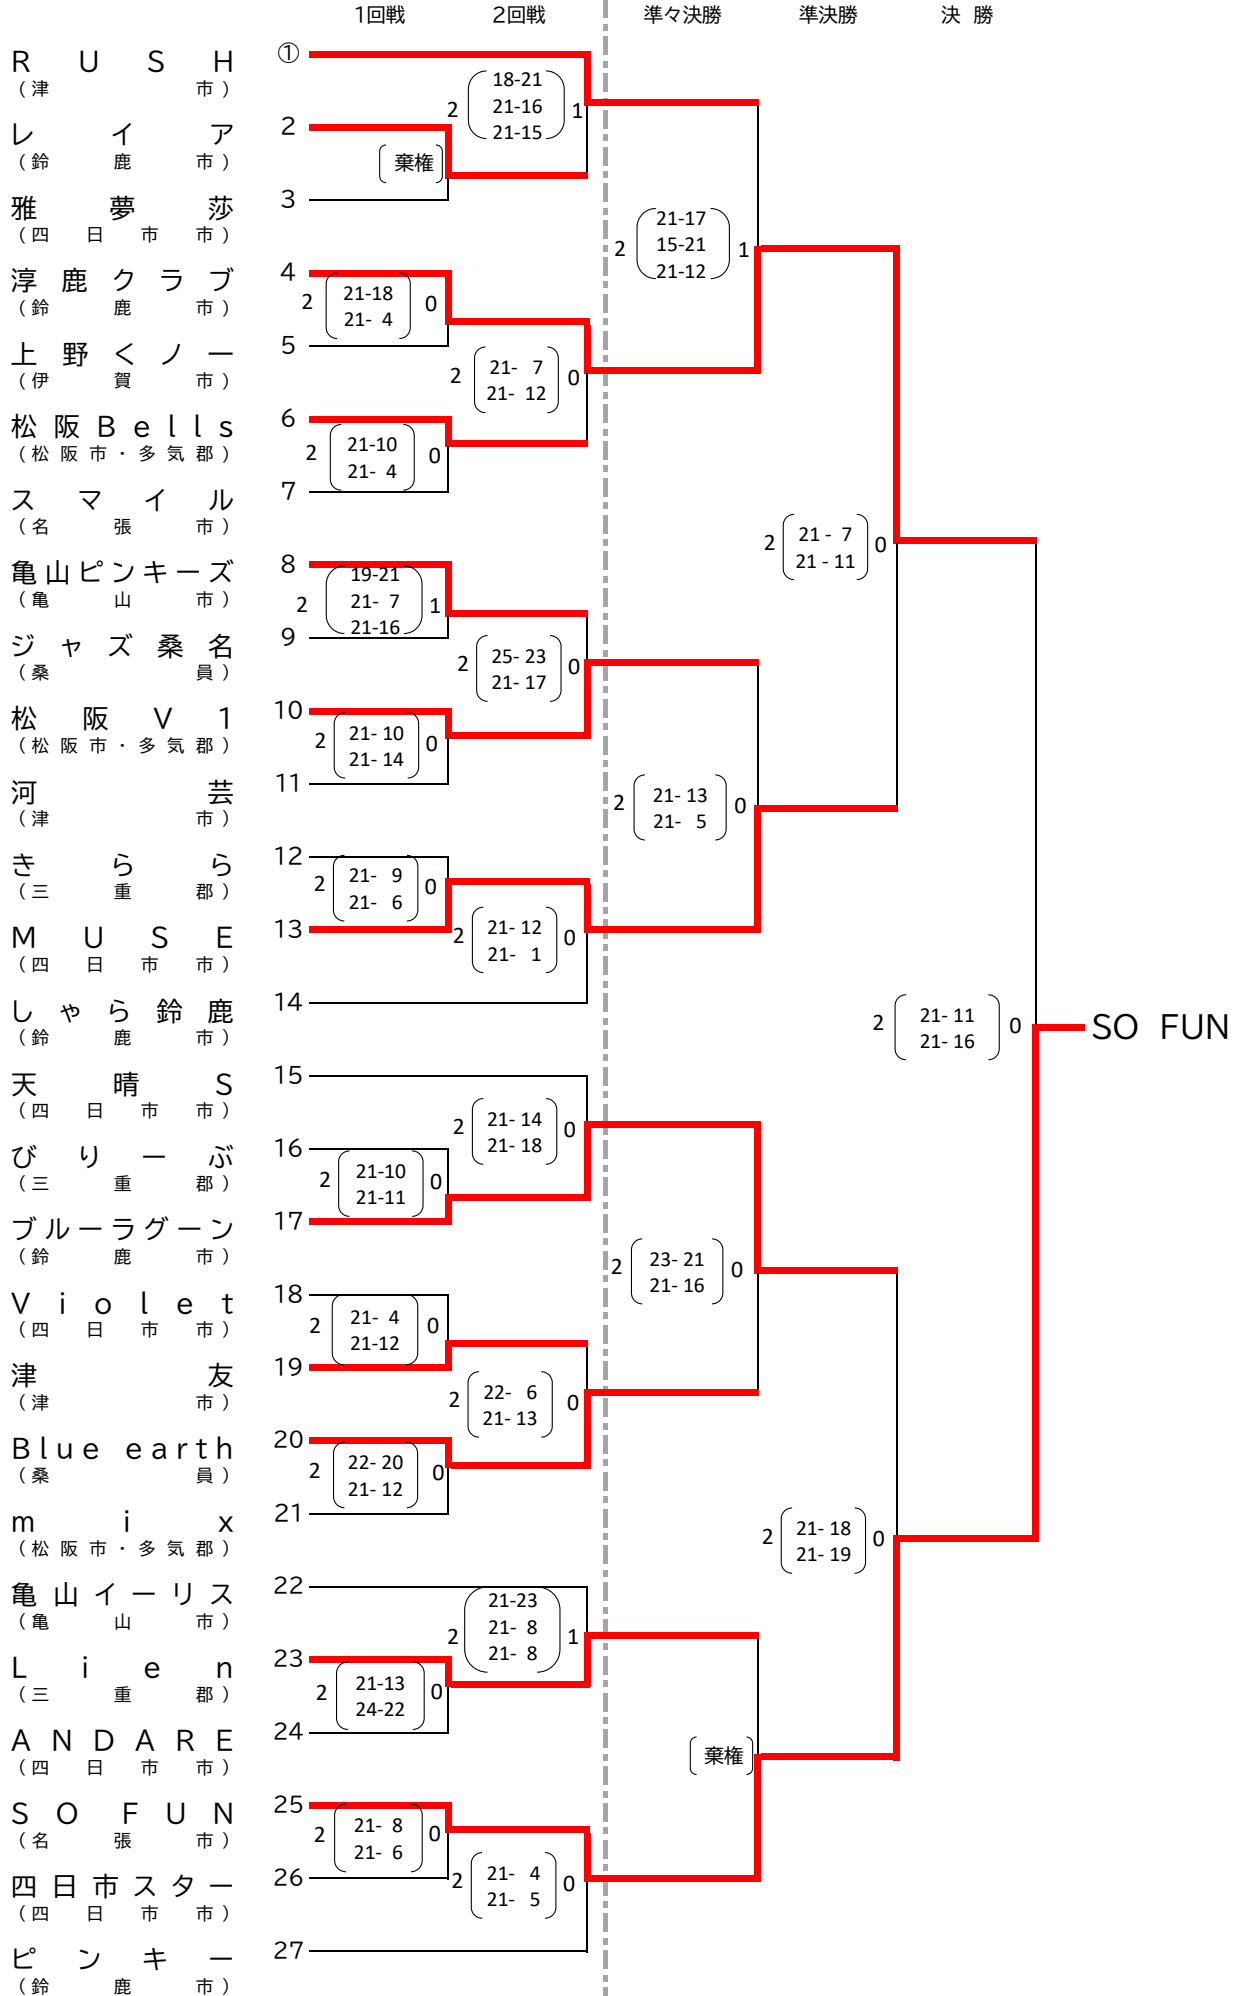 1回戦 2回戦 準々決勝 準決勝 決 勝
RUSH ①
(津市)
18-21
2 21-16 1
21-15
レイア 2
(鈴鹿市)
棄権
雅夢莎 3
(四日市市)
21-17
2 15-21 1
21-12
淳鹿クラブ 4
(鈴鹿市)
2 21-18 0
21- 4
上野くノ一 5
(伊賀市)
2 21- 7 0
21- 12
松阪Bells 6
(松阪市・多気郡)
2 21-10 0
21- 4
スマイル 7
(名張市)
2 21 - 7 0
21 - 11
亀山ピンキーズ 8
(亀山市)
19-21
2 21- 7 1
21-16
ジャズ桑名 9
(桑員)
2 25- 23 0
21- 17
松阪V1 10
(松阪市・多気郡)
2 21- 10 0
21- 14
河芸 11
(津市)
2 21- 13 0
21- 5
きらら 12
(三重郡)
2 21- 9 0
21- 6
MUSE 13
(四日市市)
2 21- 12 0
21- 1
しゃら鈴鹿 14
(鈴鹿市)
2 21- 11 0
21- 16
SO FUN
天晴S 15
(四日市市)
2 21- 14 0
21- 18
びりーぶ 16
(三重郡)
2 21-10 0
21-11
ブルーラグーン 17
(鈴鹿市)
2 23- 21 0
21- 16
Violet 18
(四日市市)
2 21- 4 0
21-12
津友 19
(津市)
2 22- 6 0
21- 13
Blue earth 20
(桑員)
2 22- 20 0
21- 12
mix 21
(松阪市・多気郡)
2 21- 18 0
21- 19
亀山イーリス 22
(亀山市)
21-23
2 21- 8 1
21- 8
Lien 23
(三重郡)
2 21-13 0
24-22
ANDARE 24
(四日市市)
棄権
SO FUN 25
(名張市)
2 21- 8 0
21- 6
四日市スター 26
(四日市市)
2 21- 4 0
21- 5
ピンキー 27
(鈴鹿市)